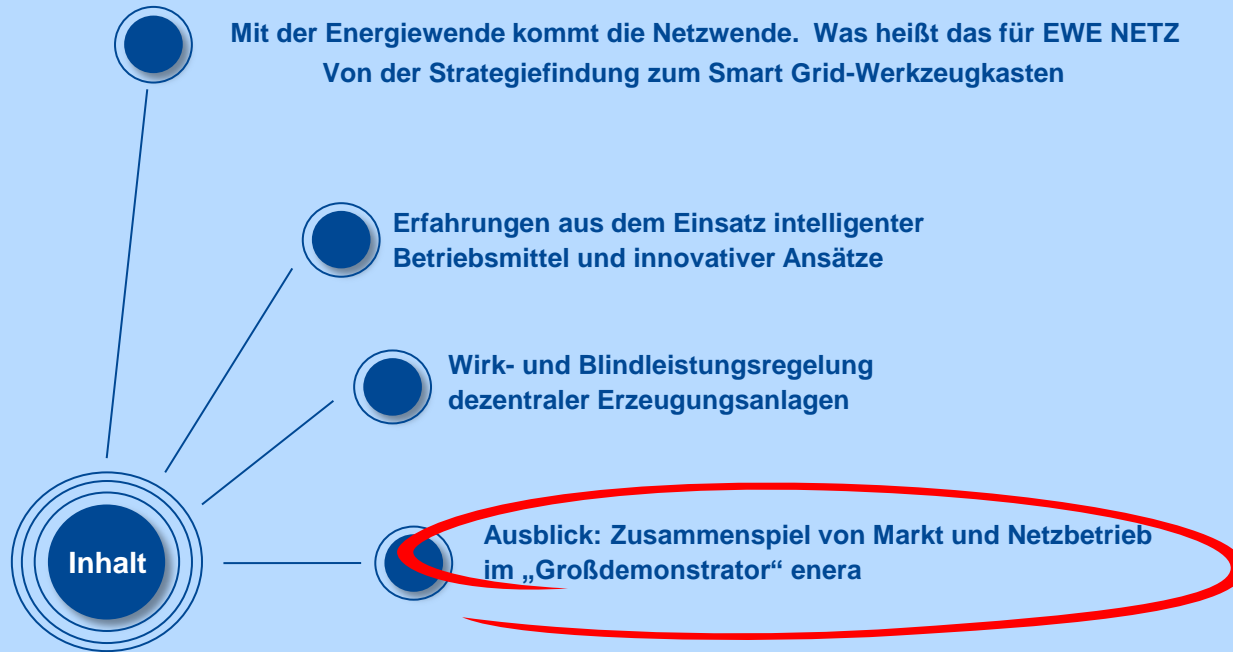 Mit der Energiewende kommt die Netzwende. Was heißt das für EWE NETZ
Von der Strategiefindung zum Smart Grid-Werkzeugkasten
Erfahrungen aus dem Einsatz intelligenter
Betriebsmittel und innovativer Ansätze
Wirk- und Blindleistungsregelung
dezentraler Erzeugungsanlagen
Ausblick: Zusammenspiel von Markt und Netzbetrieb
im „Großdemonstrator“ enera
Inhalt